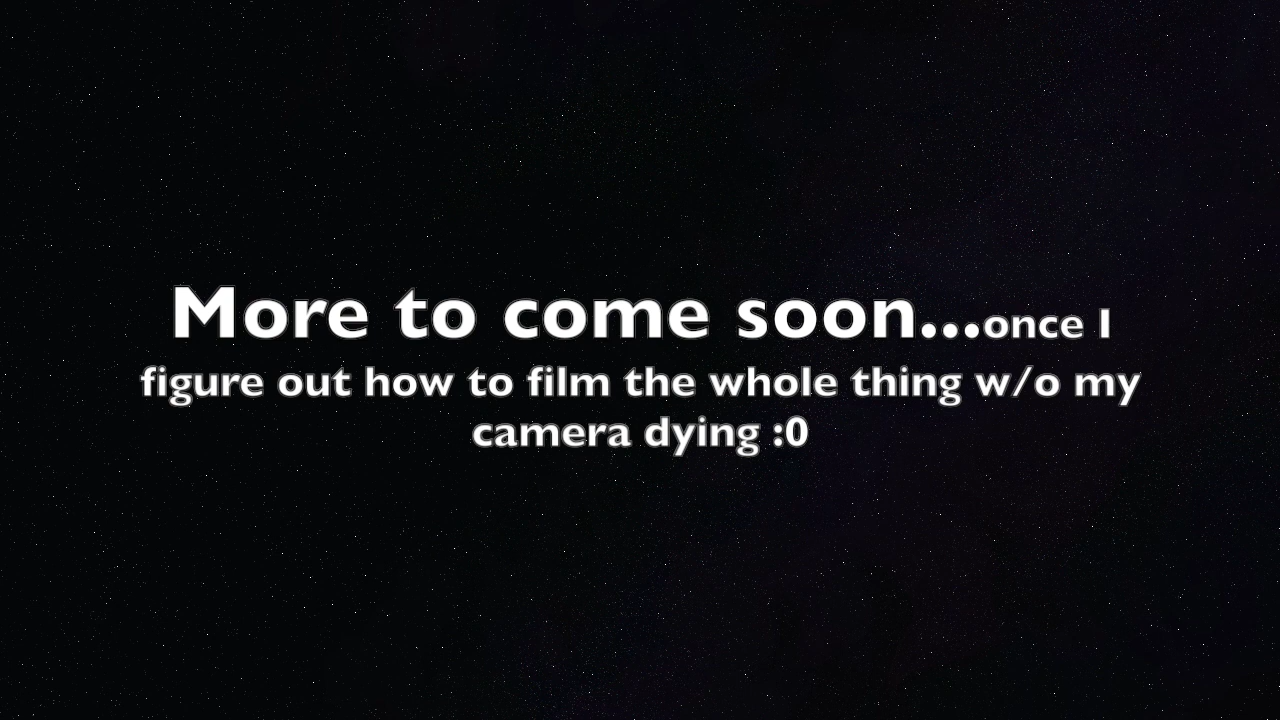 More to come soon...once I
figure out how to film the whole thing w/o my
camera dying :0